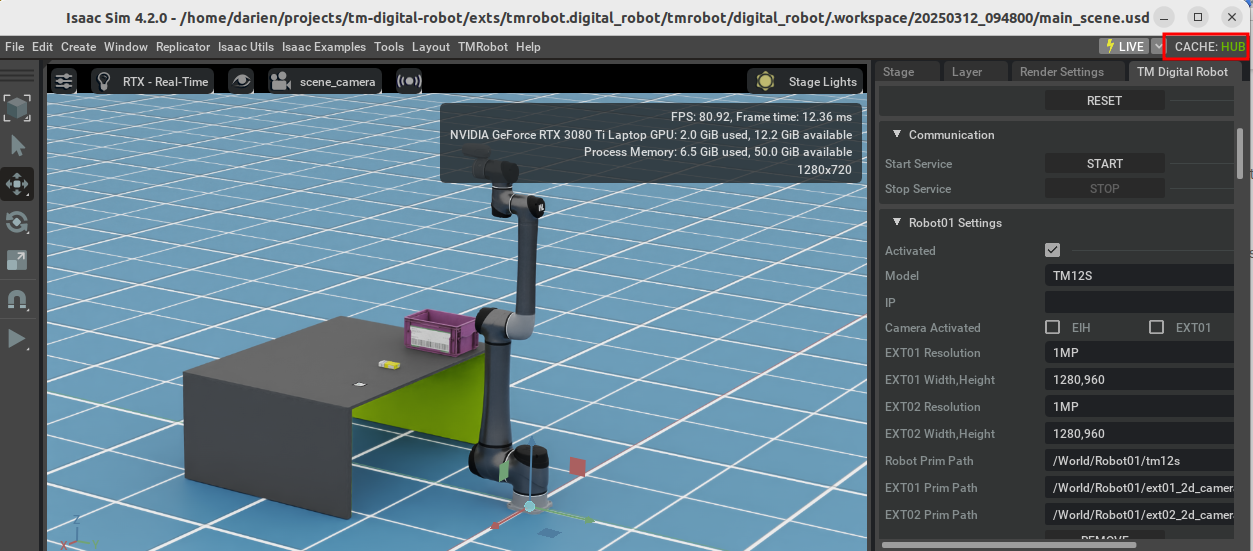 Isaac Sim 4.2.0 - /home/darien/projects/tm-digital-robot/exts/tmrobot.digital_robot/tmrobot/digital_robot/.workspace/20250312_094800/main_scene.usd
File Edit Create Window Replicator Isaac Utils Isaac Examples Tools Layout TMRobot Help
LIVE CACHE: HUB
RTX - Real-Time scene_camera Stage Lights
FPS: 80.92, Frame time: 12.36 ms
NVIDIA GeForce RTX 3080 Ti Laptop GPU: 2.0 GiB used, 12.2 GiB available
Process Memory: 6.5 GiB used, 50.0 GiB available
1280x720
Z
X
Stage Layer Render Settings TM Digital Robot
RESET
Communication
Start Service START
Stop Service STOP
Robot01 Settings
Activated
Model TM12S
IP
Camera Activated EIH EXT01
EXT01 Resolution 1MP
EXT01 Width,Height 1280,960
EXT02 Resolution 1MP
EXT02 Width,Height 1280,960
Robot Prim Path /World/Robot01/tm12s
EXT01 Prim Path /World/Robot01/ext01_2d_camera
EXT02 Prim Path /World/Robot01/ext02_2d_camera
REMOVE